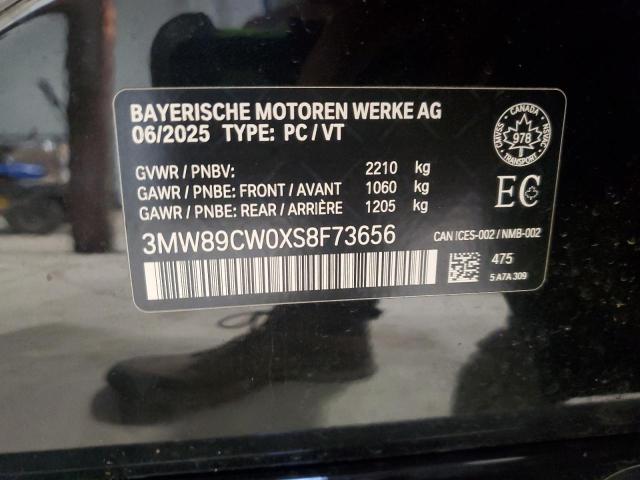 BAYERISCHE MOTOREN WERKE AG
06/2025 TYPE: PC / VT
GVWR / PNBV: 2210 kg
GAWR / PNBE: FRONT / AVANT 1060 kg
GAWR / PNBE: REAR / ARRIÈRE 1205 kg
3MW89CW0XS8F73656
CANADA
CMVSS
978
NSVAC
TRANSPORT
EC
CAN ICES-002 / NMB-002
475
5 A7A 309